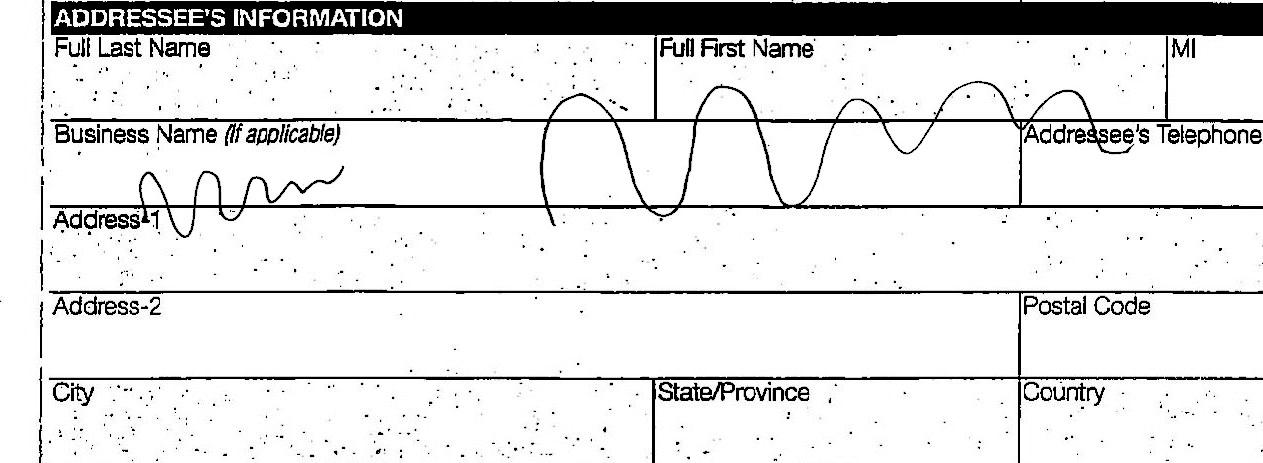 ADDRESSEE'S INFORMATION
Full Last Name Full First Name MI
Business Name (if applicable) Addressee's Telephone
Address-1
Address-2 Postal Code
City State/Province Country